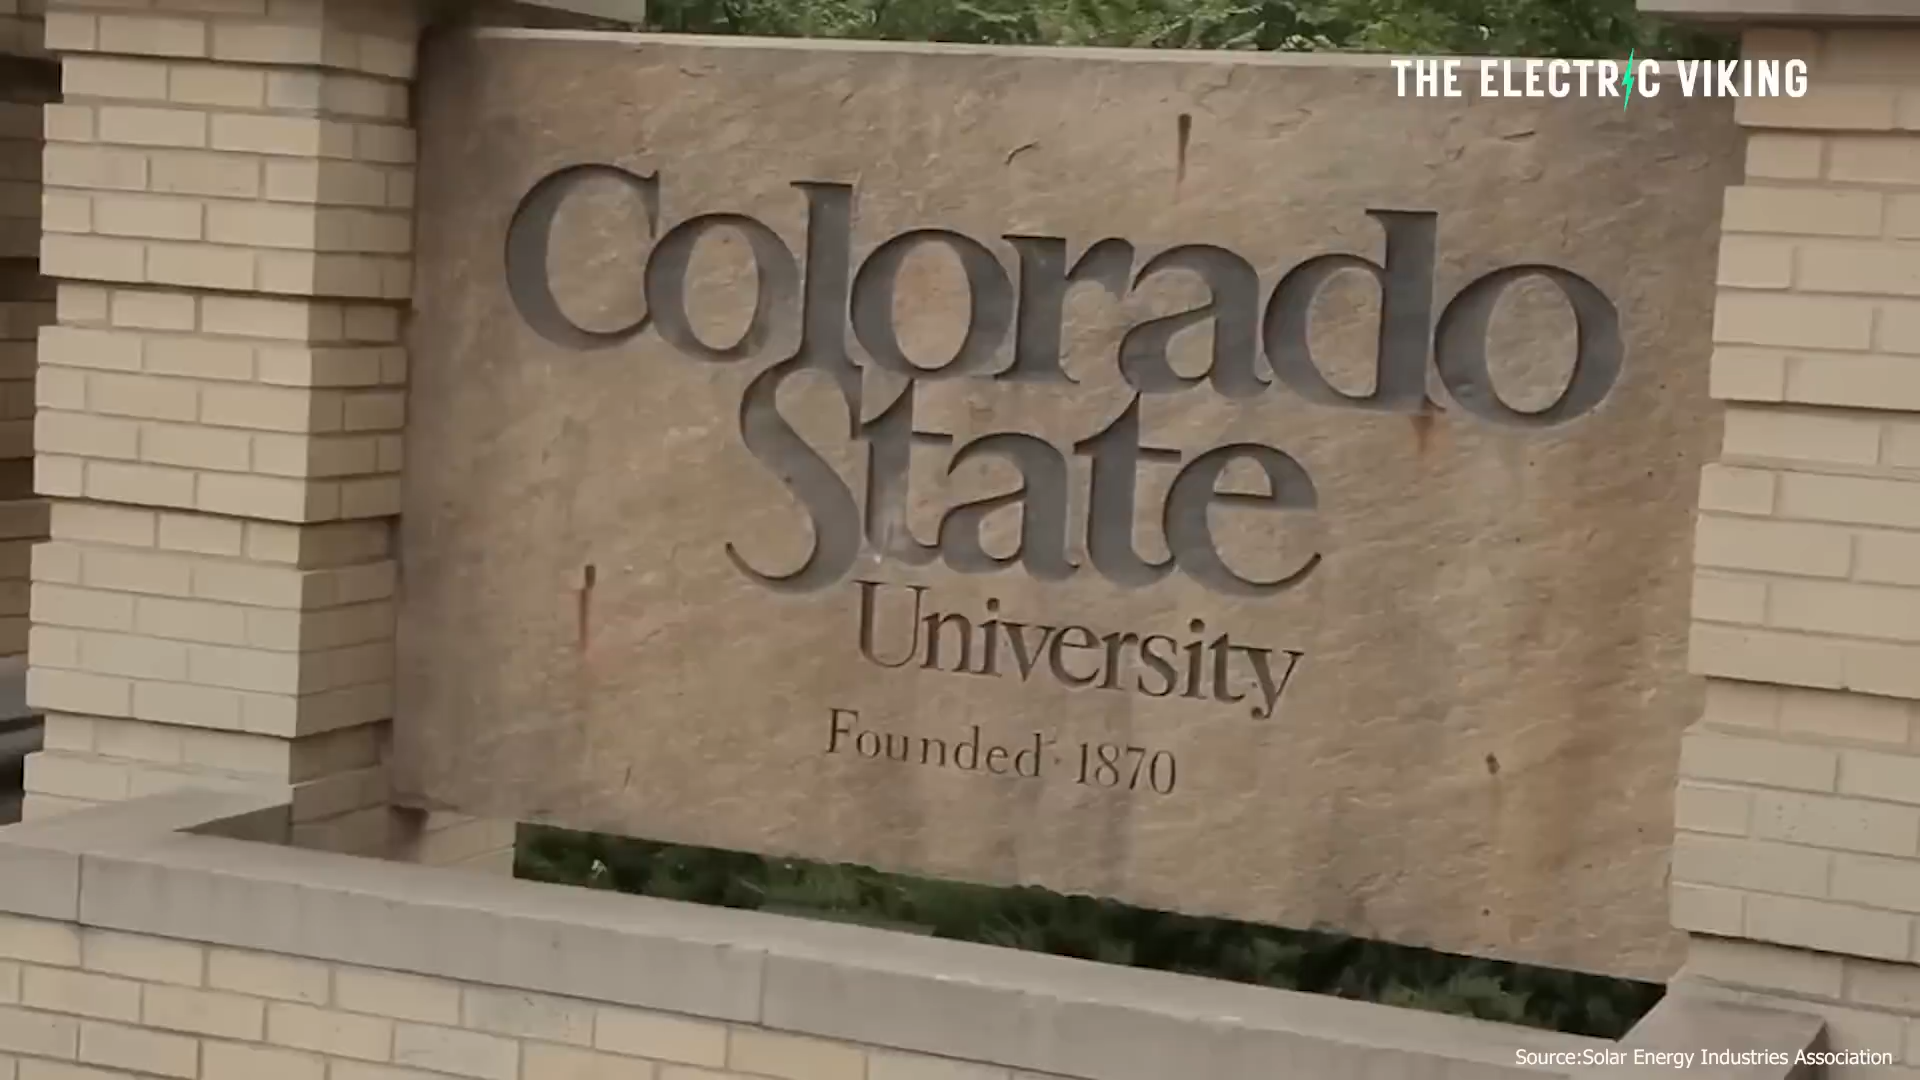 THE ELECTRIC VIKING
Colorado
State
University
Founded · 1870
Source:Solar Energy Industries Association